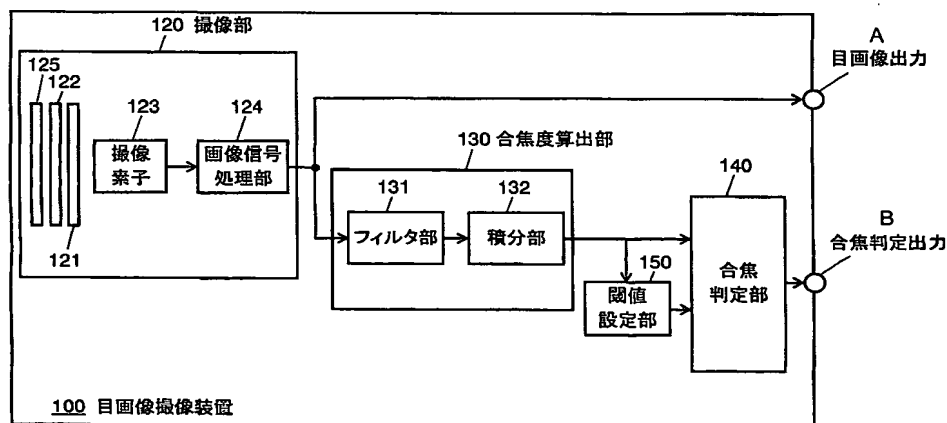 120 撮像部
A
目画像出力
125
122
123
124
撮像
素子
画像信号
処理部
121
130 合焦度算出部
131
132
フィルタ部
積分部
140
合焦
判定部
150
閾値
設定部
B
合焦判定出力
100 目画像撮像装置